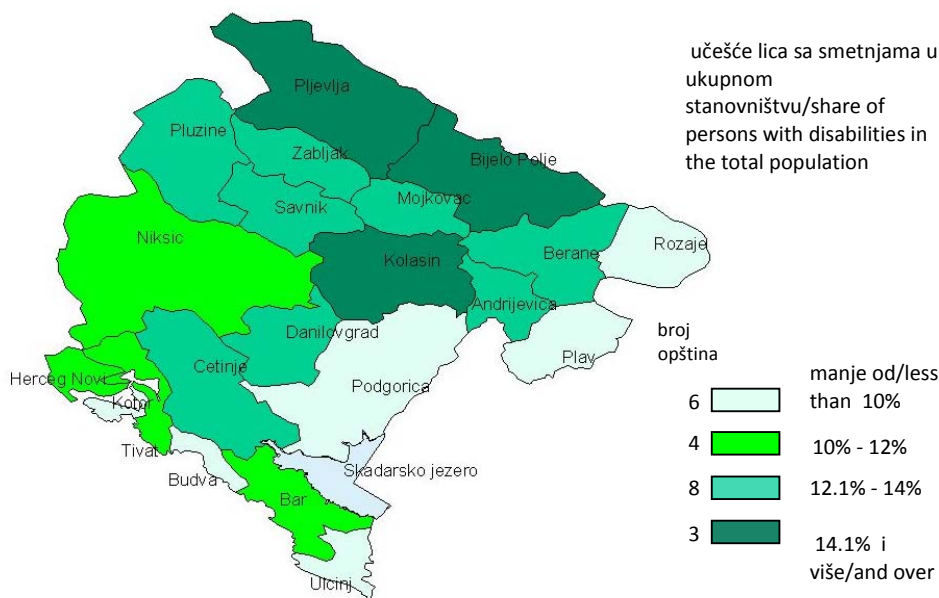 učešće lica sa smetnjama u
ukupnom
stanovništvu/share of
persons with disabilities in
the total population
Pljevlja
Pluzine
Zabljak
Bijelo Polje
Savnik
Mojkovac
Niksic
Rozaje
Kolasin
Berane
Andrijevica
Danilovgrad
Plav
Cetinje
Herceg Novi
Podgorica
Kotor
Tivat
Skadarsko jezero
Budva
Bar
Ulcinj
broj
opština
6 manje od/less
than 10%
4 10% - 12%
8 12.1% - 14%
3 14.1% i
više/and over